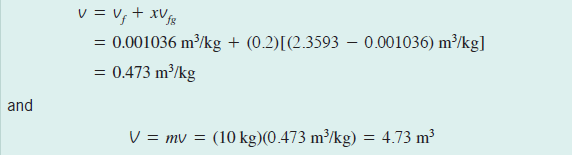 v = v_f + xv_fg
= 0.001036 m³/kg + (0.2)[(2.3593 − 0.001036) m³/kg]
= 0.473 m³/kg
and
V = mv = (10 kg)(0.473 m³/kg) = 4.73 m³